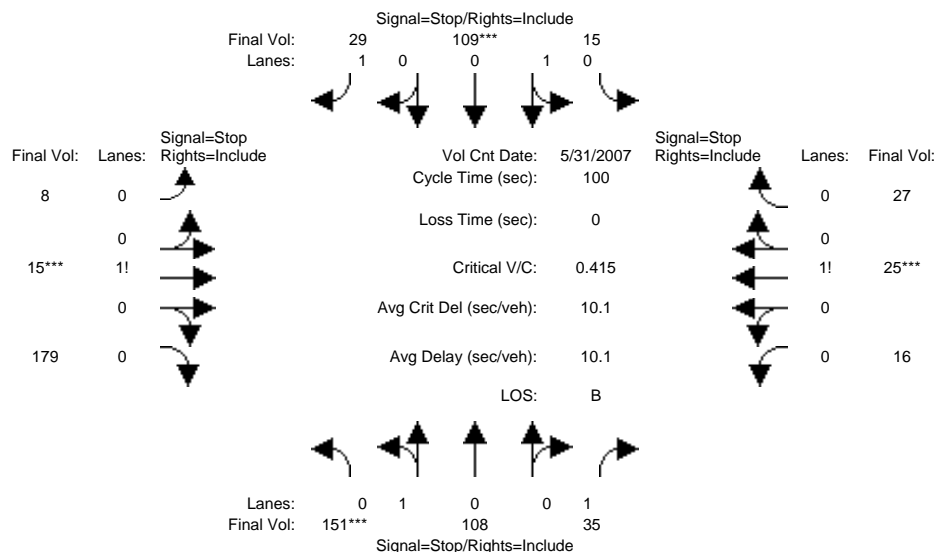 Signal=Stop/Rights=Include
Final Vol: 29 109*** 15
Lanes: 1 0 0 1 0
Signal=Stop
Final Vol: Lanes: Rights=Include
Vol Cnt Date: 5/31/2007
Signal=Stop
Rights=Include Lanes: Final Vol:
8 0
Cycle Time (sec): 100
0 27
0
Loss Time (sec): 0
0
15*** 1!
Critical V/C: 0.415
1! 25***
0
Avg Crit Del (sec/veh): 10.1
0
179 0
Avg Delay (sec/veh): 10.1
0 16
LOS: B
Lanes: 0 1 0 0 1
Final Vol: 151*** 108 35
Signal=Stop/Rights=Include